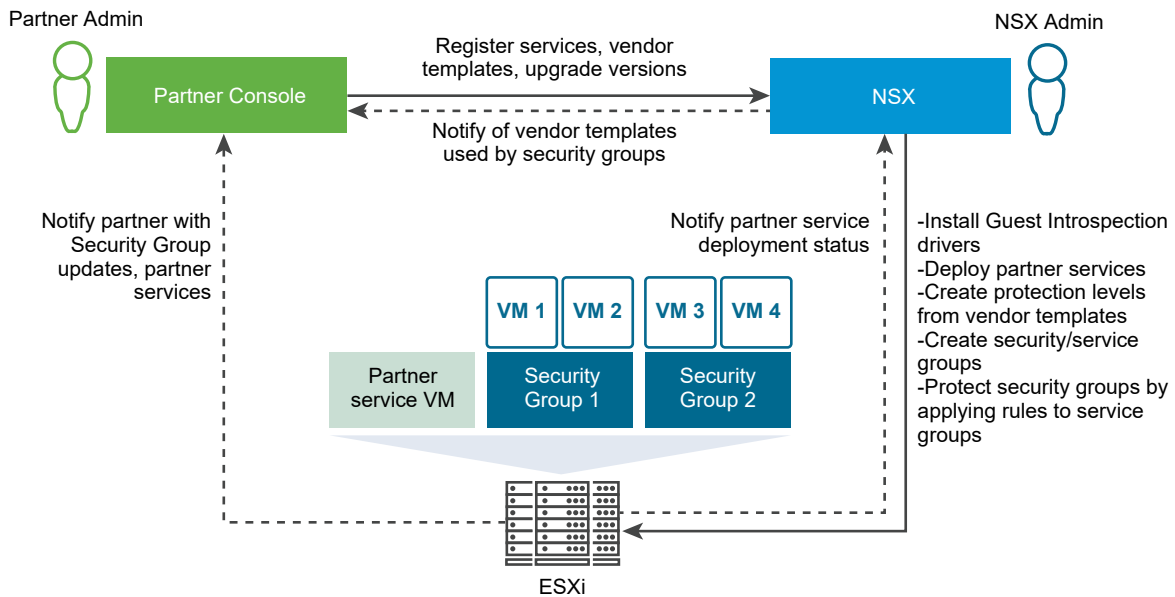 Partner Admin
NSX Admin
Register services, vendor
templates, upgrade versions
Partner Console
NSX
Notify of vendor templates
used by security groups
Notify partner with
Security Group
updates, partner
services
Notify partner service
deployment status
-Install Guest Introspection
drivers
-Deploy partner services
-Create protection levels
from vendor templates
-Create security/service
groups
-Protect security groups by
applying rules to service
groups
VM 1
VM 2
VM 3
VM 4
Partner
service VM
Security
Group 1
Security
Group 2
ESXi